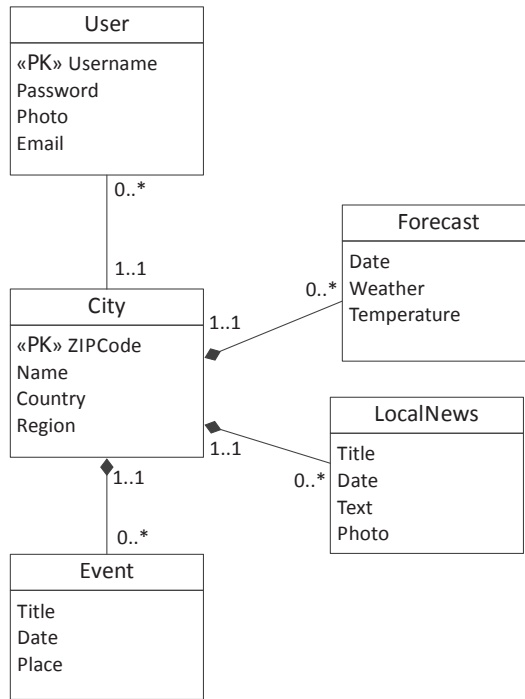 User
«PK» Username
Password
Photo
Email
0..*
1..1
City
«PK» ZIPCode
Name
Country
Region
1..1
0..*
Forecast
Date
Weather
Temperature
1..1
0..*
LocalNews
Title
Date
Text
Photo
1..1
0..*
Event
Title
Date
Place